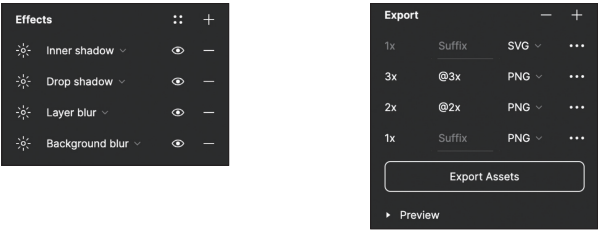 Effects
Inner shadow
Drop shadow
Layer blur
Background blur
Export
1x Suffix SVG
3x @3x PNG
2x @2x PNG
1x Suffix PNG
Export Assets
Preview